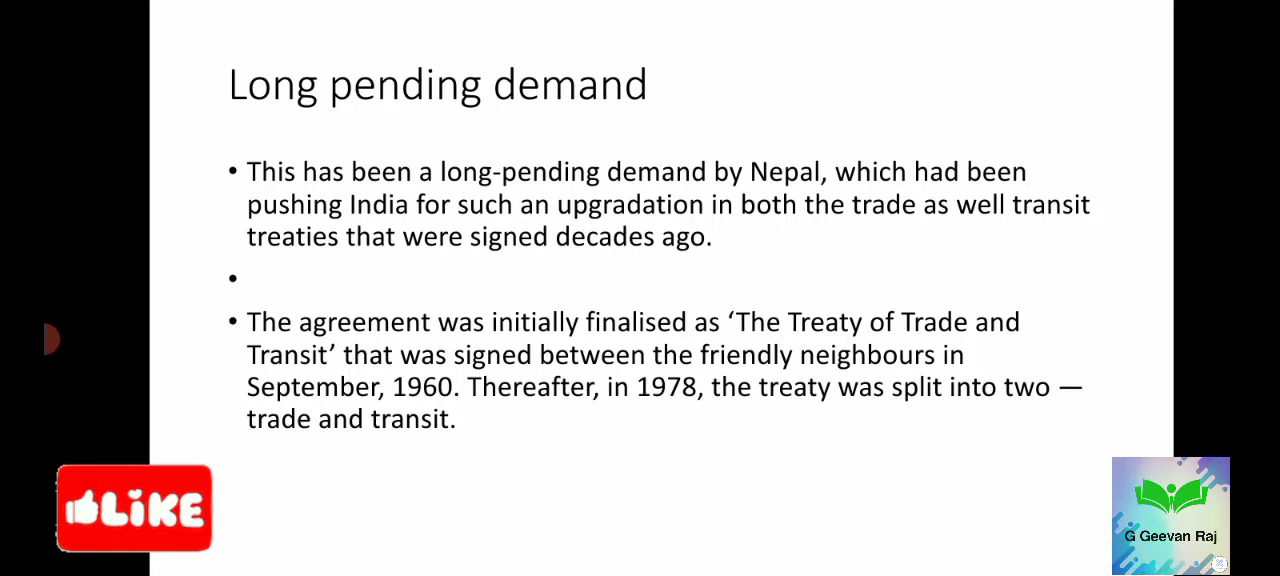 Long pending demand
• This has been a long-pending demand by Nepal, which had been
pushing India for such an upgradation in both the trade as well transit
treaties that were signed decades ago.
•
• The agreement was initially finalised as ‘The Treaty of Trade and
Transit’ that was signed between the friendly neighbours in
September, 1960. Thereafter, in 1978, the treaty was split into two —
trade and transit.
LiKE
G Geevan Raj